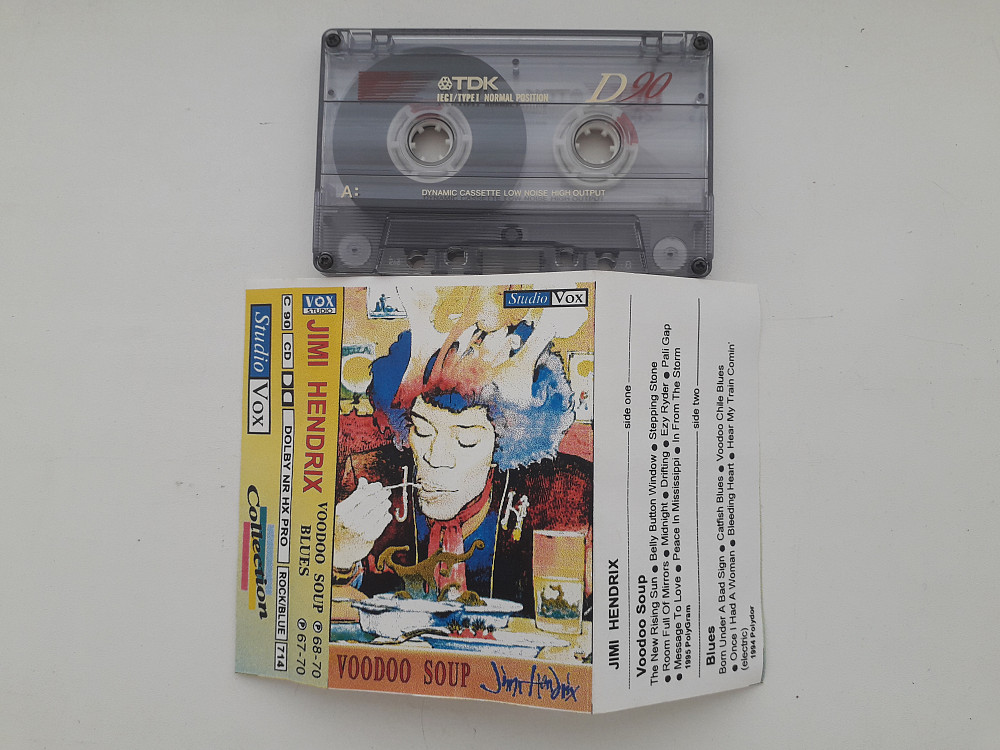 TDK
IECI/TYPE I NORMAL POSITION
D90
A:
DYNAMIC CASSETTE LOW NOISE HIGH OUTPUT
Studio Vox
Collection
C 90
CD
DOLBY NR HX PRO
ROCK/BLUE
714
VOX
STUDIO
JIMI HENDRIX
VOODOO SOUP ℗ 68-70
BLUES ℗ 67-70
Studio Vox
J H
VOODOO SOUP
Jimi Hendrix
JIMI HENDRIX
side one
Voodoo Soup
The New Rising Sun ● Belly Button Window ● Stepping Stone
● Room Full Of Mirrors ● Midnight ● Drifting ● Ezy Ryder ● Pali Gap
● Message To Love ● Peace In Mississippi ● In From The Storm
1995 PolyGram
side two
Blues
Born Under A Bad Sign ● Catfish Blues ● Voodoo Chile Blues
● Once I Had A Woman ● Bleeding Heart ● Hear My Train Comin'
(electric)
1994 Polydor